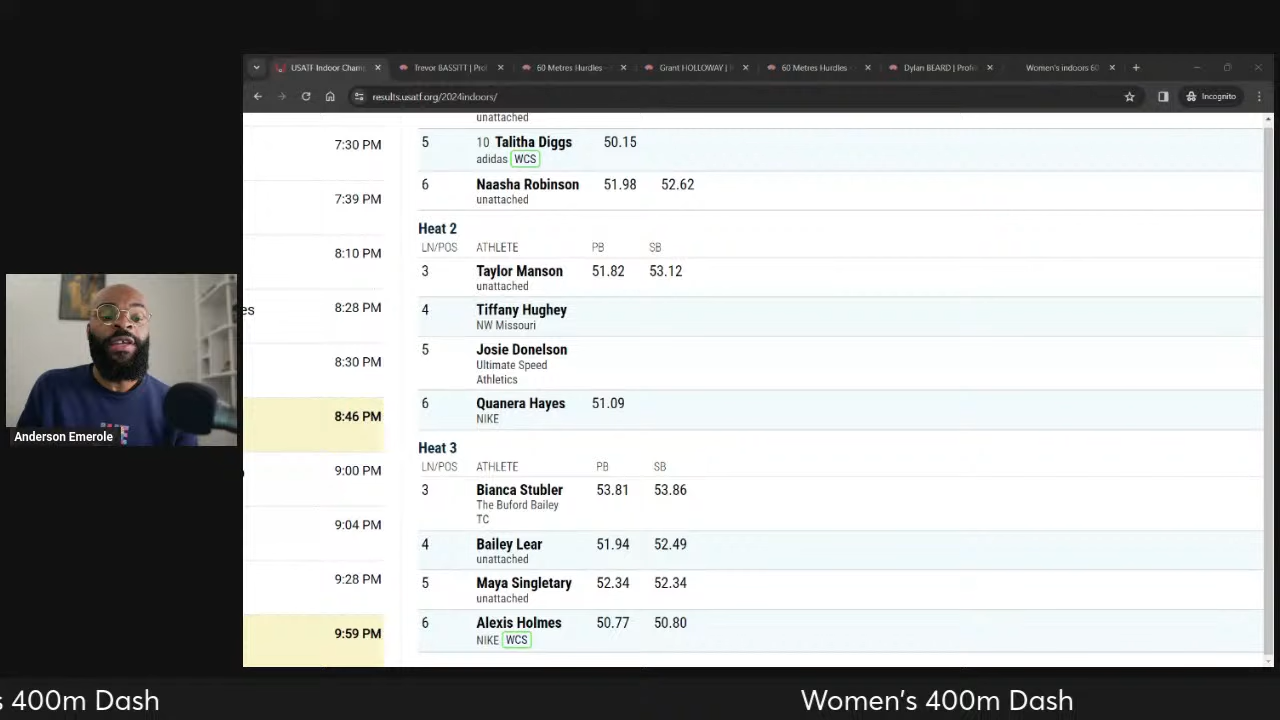 USATF Indoor Cham
Trevor BASSITT | Prof
60 Metres Hurdles -
Grant HOLLOWAY |
60 Metres Hurdles -
Dylan BEARD | Profi
Women's indoors 60
results.usatf.org/2024indoors/
Incognito
unattached
7:30 PM
5 10 Talitha Diggs 50.15
adidas WCS
7:39 PM
6 Naasha Robinson 51.98 52.62
unattached
Heat 2
8:10 PM
LN/POS ATHLETE PB SB
3 Taylor Manson 51.82 53.12
unattached
es 8:28 PM
4 Tiffany Hughey
NW Missouri
5 Josie Donelson
8:30 PM
Ultimate Speed
Athletics
6 Quanera Hayes 51.09
NIKE
8:46 PM
Anderson Emerole
Heat 3
LN/POS ATHLETE PB SB
9:00 PM
3 Bianca Stubler 53.81 53.86
The Buford Bailey
TC
9:04 PM
4 Bailey Lear 51.94 52.49
unattached
9:28 PM
5 Maya Singletary 52.34 52.34
unattached
6 Alexis Holmes 50.77 50.80
NIKE WCS
9:59 PM
s 400m Dash
Women's 400m Dash